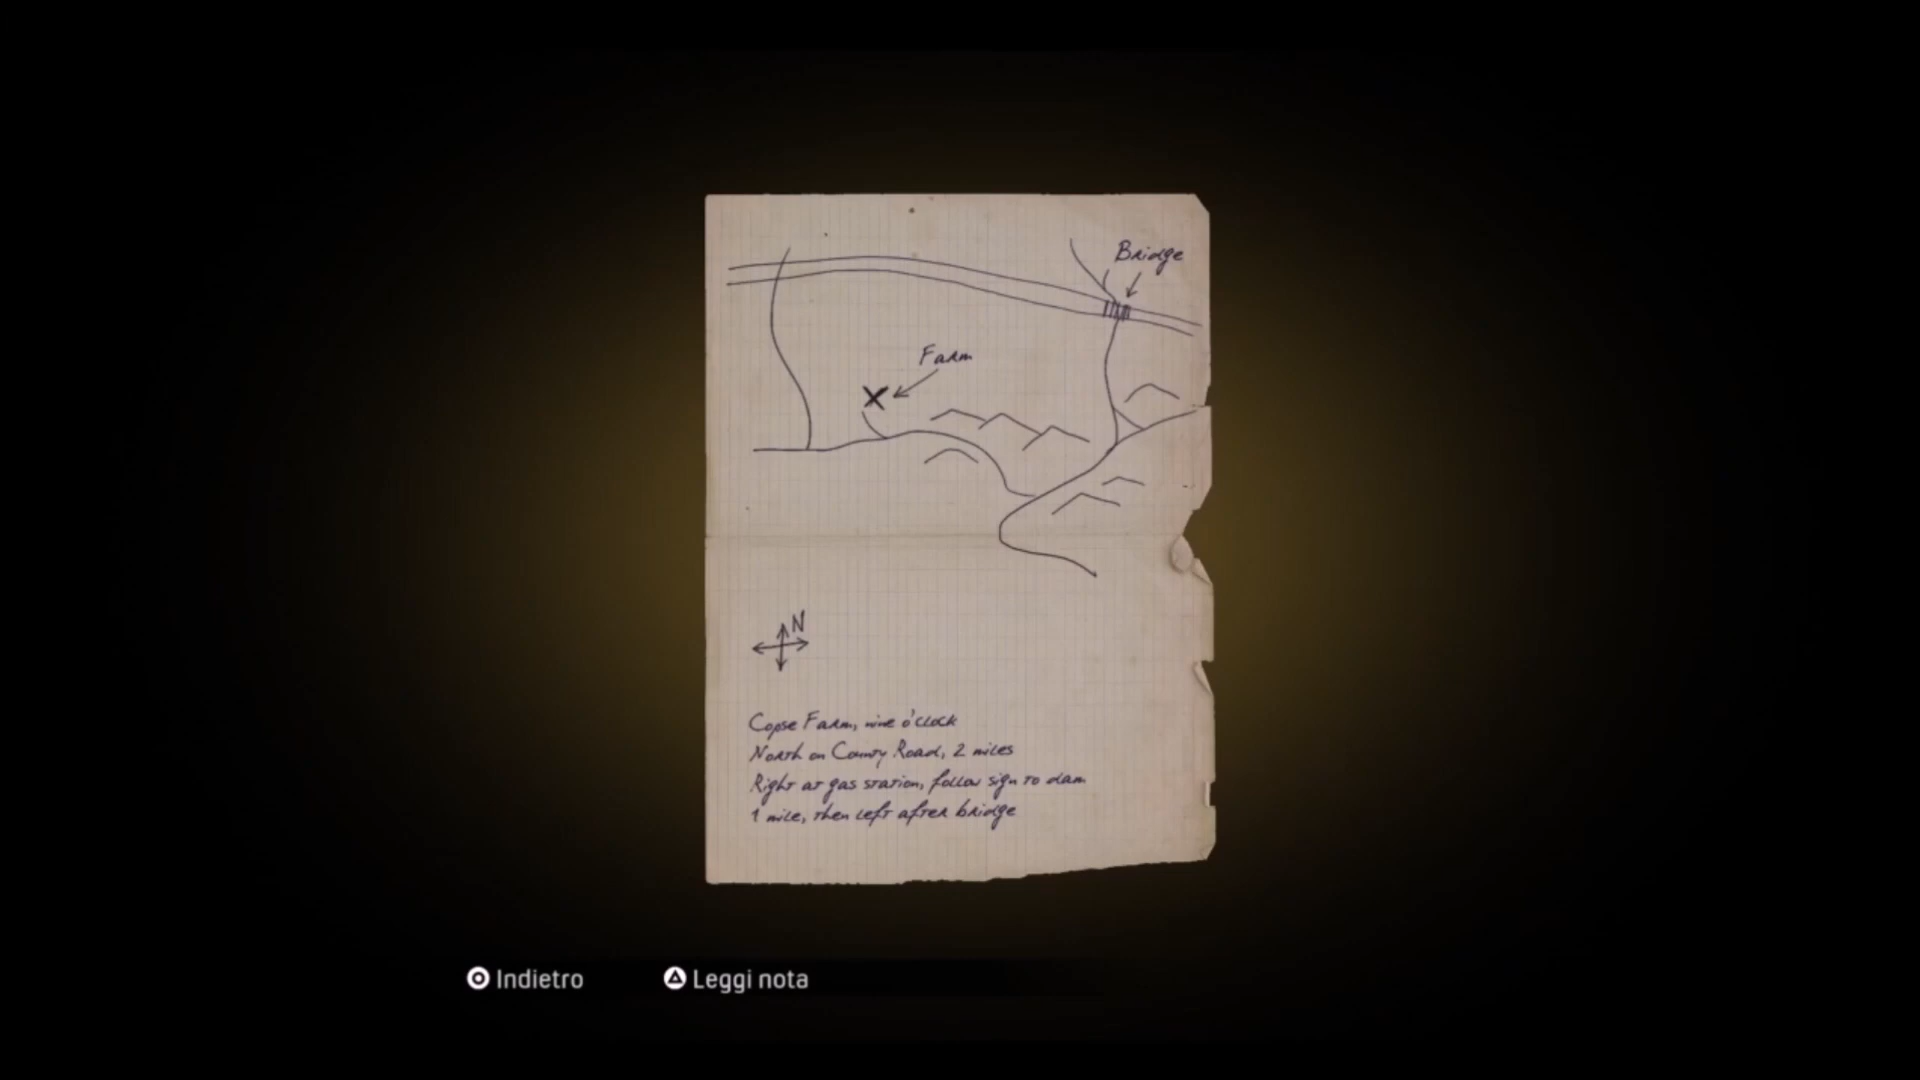 Bridge
Farm
N
Copse Farm, nine o'clock
North on County Road, 2 miles
Right at gas station, follow sign to dam
1 mile, then left after bridge
Indietro
Leggi nota